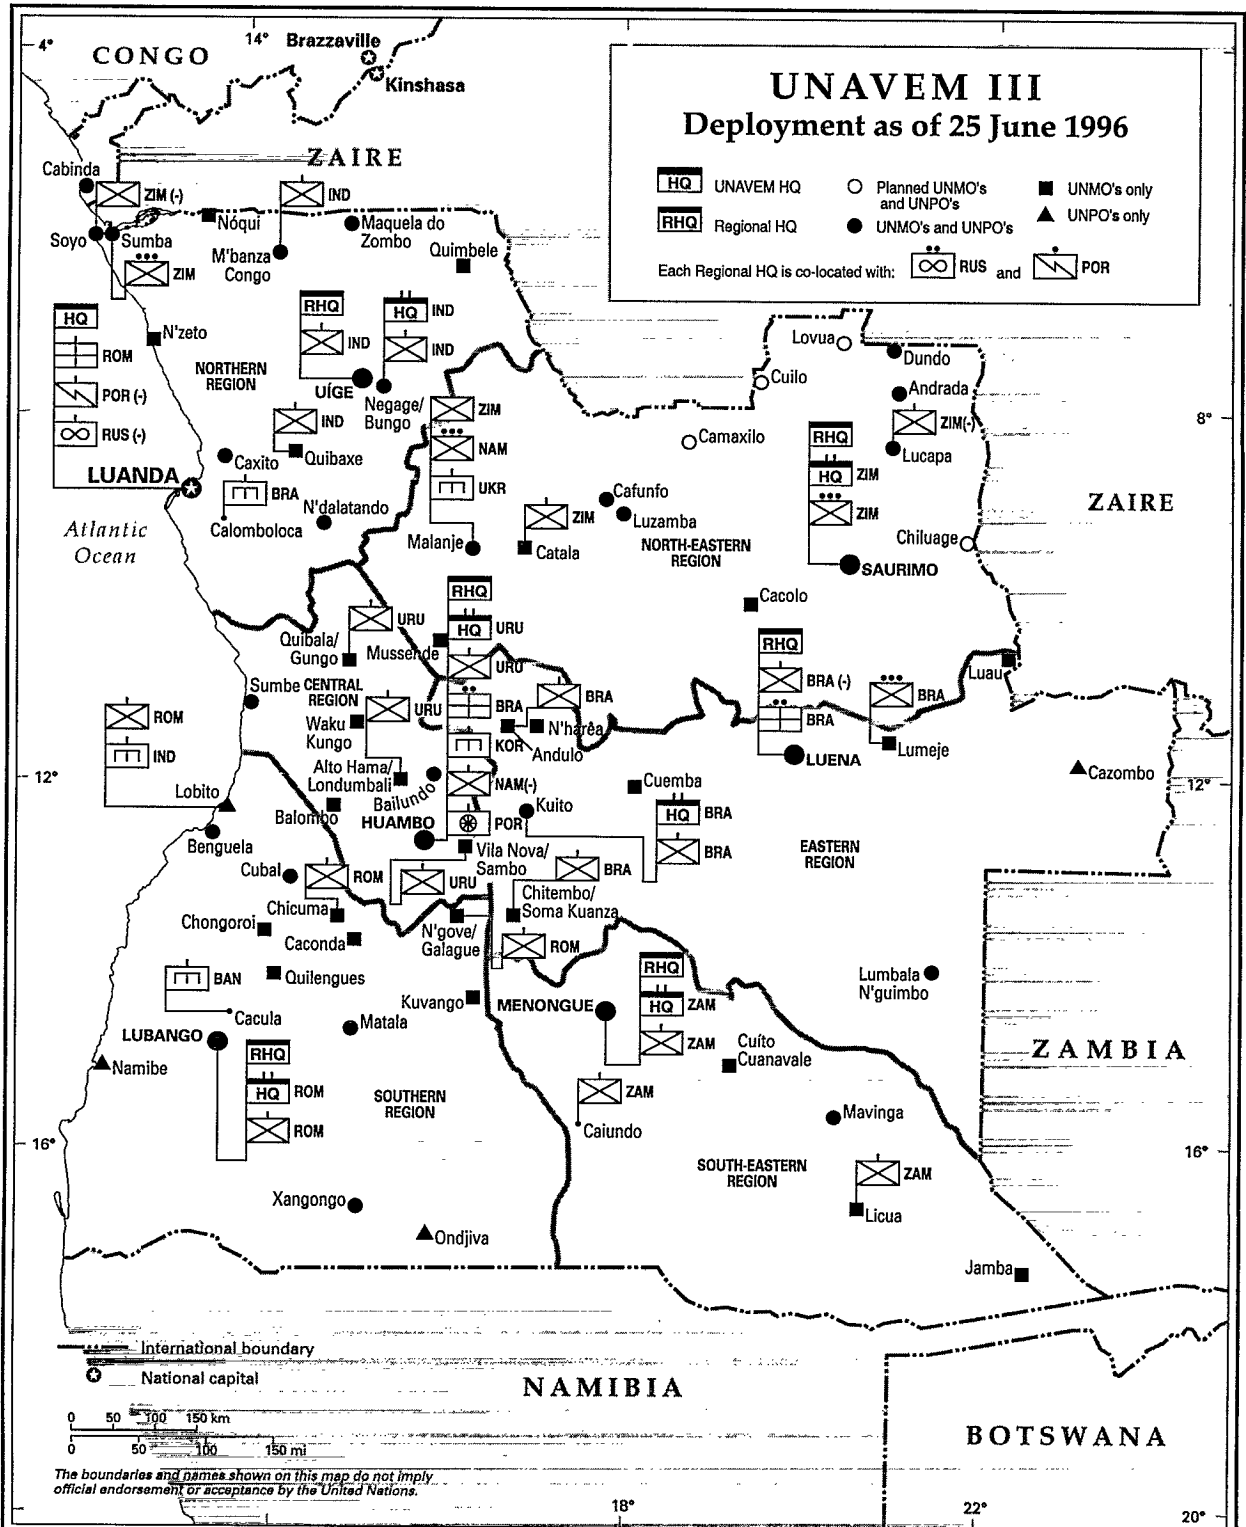 4°
14°
CONGO
Brazzaville
Kinshasa
UNAVEM III
Deployment as of 25 June 1996
HQ UNAVEM HQ
RHQ Regional HQ
Planned UNMO's
and UNPO's
UNMO's and UNPO's
UNMO's only
UNPO's only
Each Regional HQ is co-located with: RUS and POR
ZAIRE
Cabinda
ZIM (-)
IND
Nóqui
Maquela do
Zombo
Soyo
Sumba
M'banza
Congo
Quimbele
ZIM
HQ
ROM
POR (-)
RUS (-)
N'zeto
NORTHERN
REGION
RHQ
IND
HQ IND
IND
UÍGE
Negage/
Bungo
Lovua
Dundo
Cuilo
Andrada
ZIM(-)
Lucapa
8°
ZIM
NAM
UKR
IND
Quibaxe
Camaxilo
RHQ
HQ ZIM
ZIM
Caxito
LUANDA
BRA
Calomboloca
N'dalatando
Malanje
ZIM
Catala
Cafunfo
Luzamba
NORTH-EASTERN
REGION
ZAIRE
Chiluage
SAURIMO
Atlantic
Ocean
Cacolo
RHQ
HQ URU
URU
BRA
KOR
NAM(-)
POR
URU
Quibala/
Gungo
Mussende
Sumbe
CENTRAL
REGION
URU
Waku
Kungo
BRA
N'harea
Andulo
RHQ
BRA (-)
BRA
LUENA
BRA
Lumeje
Luau
Cazombo
ROM
IND
Lobito
12°
Alto Hama/
Londumbali
Bailundo
Balombo
HUAMBO
Kuito
Cuemba
12°
HQ BRA
BRA
EASTERN
REGION
Benguela
Cubal
ROM
URU
Vila Nova/
Sambo
BRA
Chitembo/
Soma Kuanza
Chicuma
Chongoroi
Caconda
N'gove/
Galague
ROM
BAN
Quilengues
Cacula
Kuvango
MENONGUE
RHQ
HQ ZAM
ZAM
Lumbala
N'guimbo
LUBANGO
Matala
Cuíto
Cuanavale
ZAMBIA
Namibe
RHQ
HQ ROM
ROM
SOUTHERN
REGION
ZAM
Caiundo
Mavinga
16°
16°
SOUTH-EASTERN
REGION
ZAM
Licua
Xangongo
Ondjiva
Jamba
International boundary
National capital
NAMIBIA
BOTSWANA
0 50 100 150 km
0 50 100 150 mi
The boundaries and names shown on this map do not imply
official endorsement or acceptance by the United Nations.
18°
22°
20°